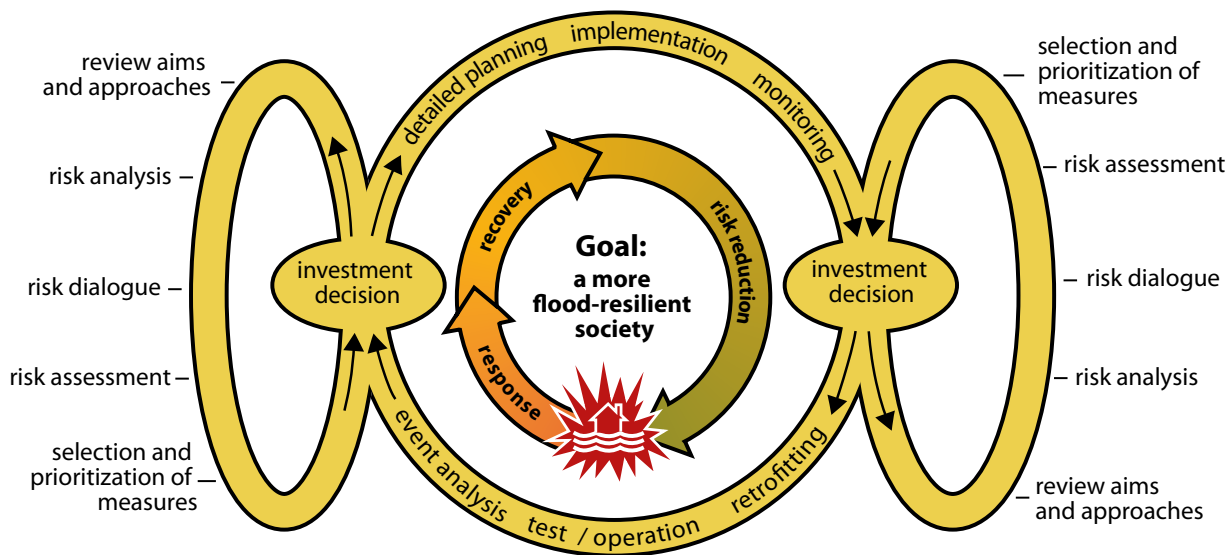 review aims
and approaches
risk analysis
risk dialogue
risk assessment
selection and
prioritization of
measures
detailed planning
implementation
monitoring
investment
decision
event analysis
test / operation
retrofitting
recovery
risk reduction
response
Goal:
a more
flood-resilient
society
investment
decision
selection and
prioritization of
measures
risk assessment
risk dialogue
risk analysis
review aims
and approaches